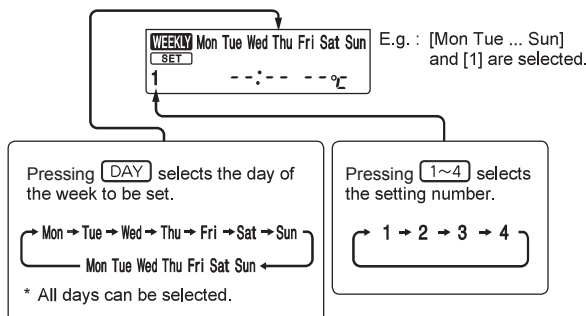 WEEKLY Mon Tue Wed Thu Fri Sat Sun
SET
1 --:-- --℃
E.g. : [Mon Tue ... Sun]
and [1] are selected.
Pressing DAY selects the day of
the week to be set.
Mon → Tue → Wed → Thu → Fri → Sat → Sun
Mon Tue Wed Thu Fri Sat Sun
* All days can be selected.
Pressing 1~4 selects
the setting number.
1 → 2 → 3 → 4